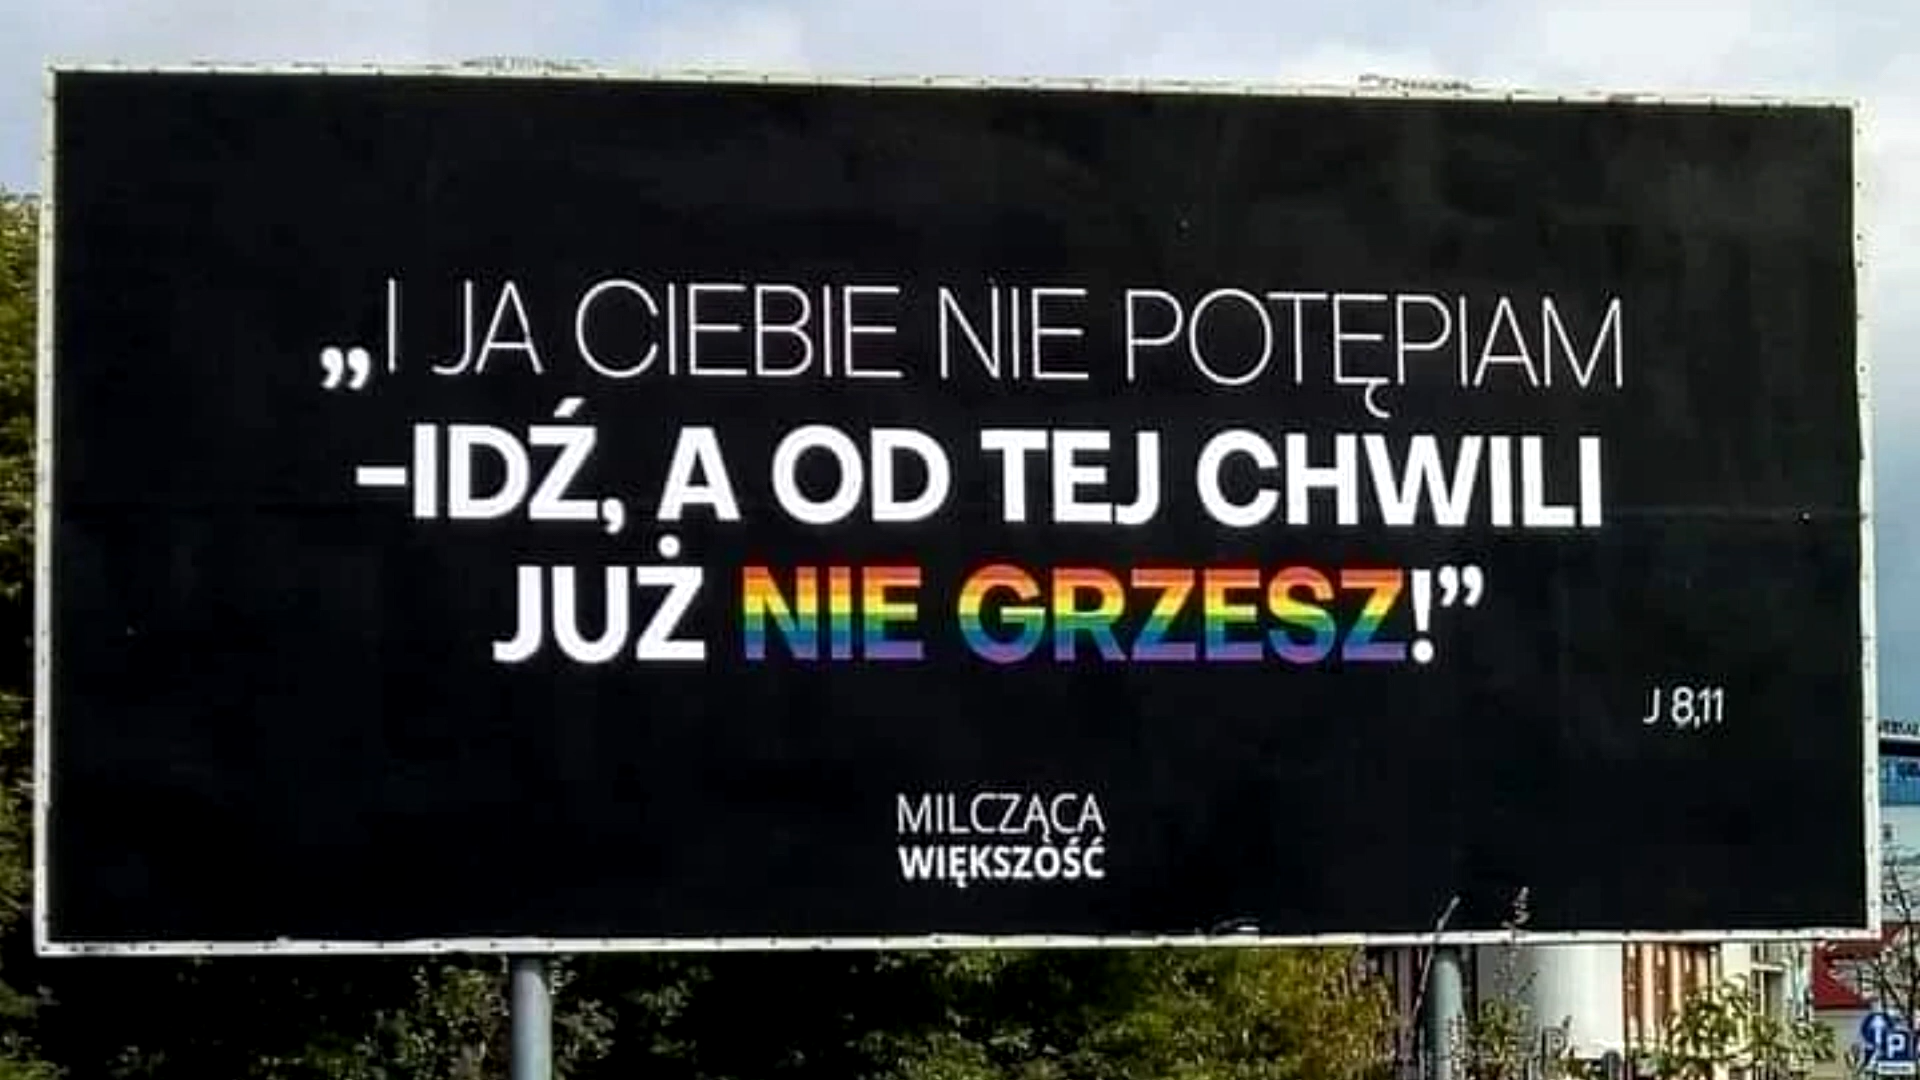 „I JA CIEBIE NIE POTĘPIAM
-IDŹ, A OD TEJ CHWILI
JUŻ NIE GRZESZ!”
J 8,11
MILCZĄCA
WIĘKSZOŚĆ
P